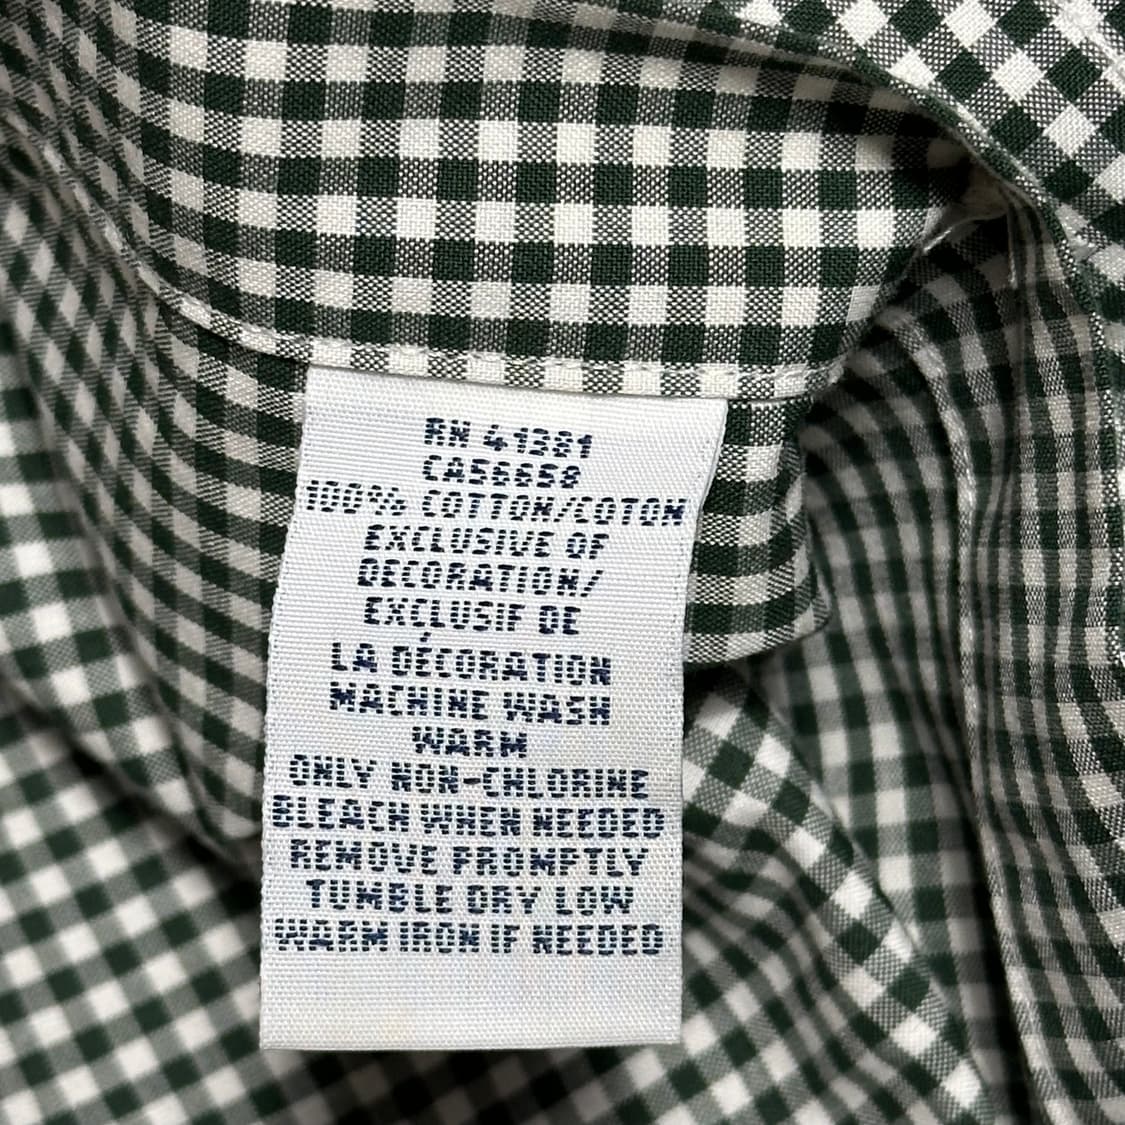 RN 41381
CA56658
100% COTTON/COTON
EXCLUSIVE OF
DECORATION/
EXCLUSIF DE
LA DÉCORATION
MACHINE WASH
WARM
ONLY NON-CHLORINE
BLEACH WHEN NEEDED
REMOVE PROMPTLY
TUMBLE DRY LOW
WARM IRON IF NEEDED